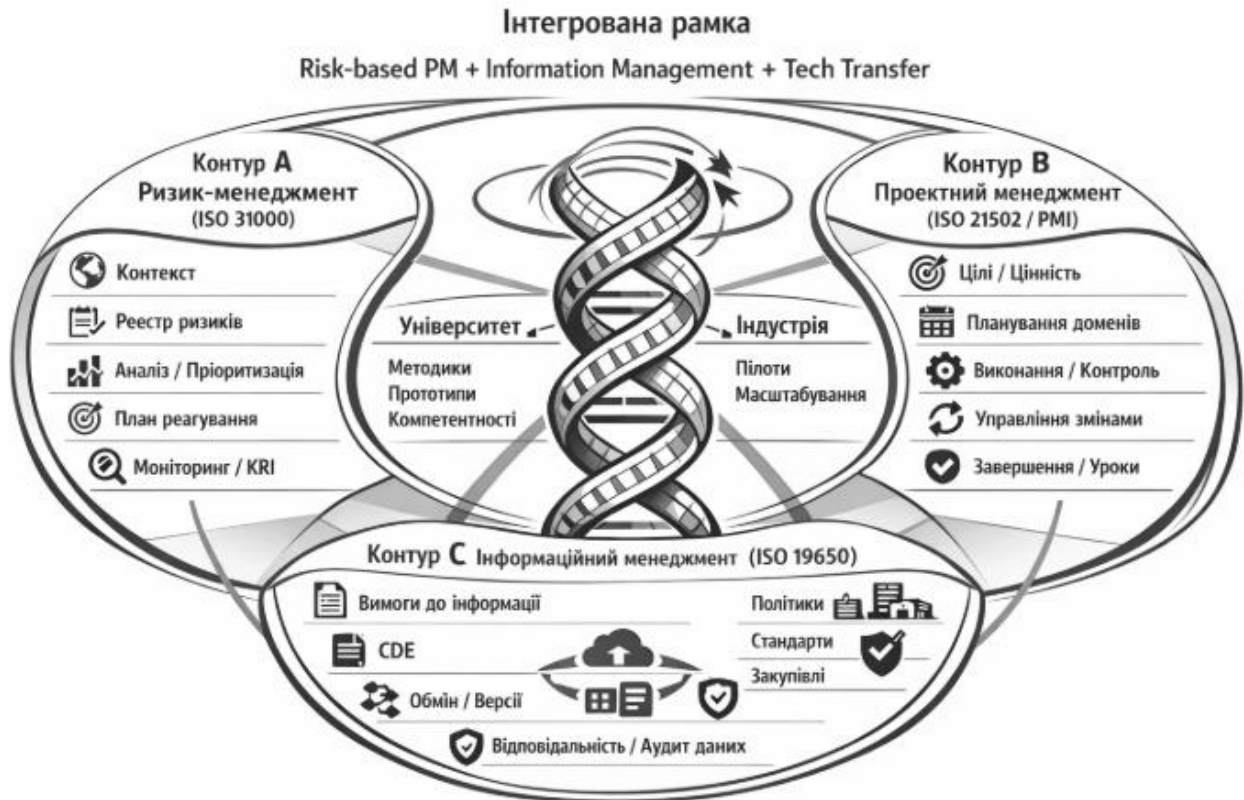 Інтегрована рамка
Risk-based PM + Information Management + Tech Transfer
Контур A
Ризик-менеджмент
(ISO 31000)
Контекст
Реєстр ризиків
Аналіз / Пріоритизація
План реагування
Моніторинг / KRI
Університет
Методики
Прототипи
Компетентності
Індустрія
Пілоти
Масштабування
Контур B
Проектний менеджмент
(ISO 21502 / PMI)
Цілі / Цінність
Планування доменів
Виконання / Контроль
Управління змінами
Завершення / Уроки
Контур C Інформаційний менеджмент (ISO 19650)
Вимоги до інформації
CDE
Обмін / Версії
Відповідальність / Аудит даних
Політики
Стандарти
Закупівлі